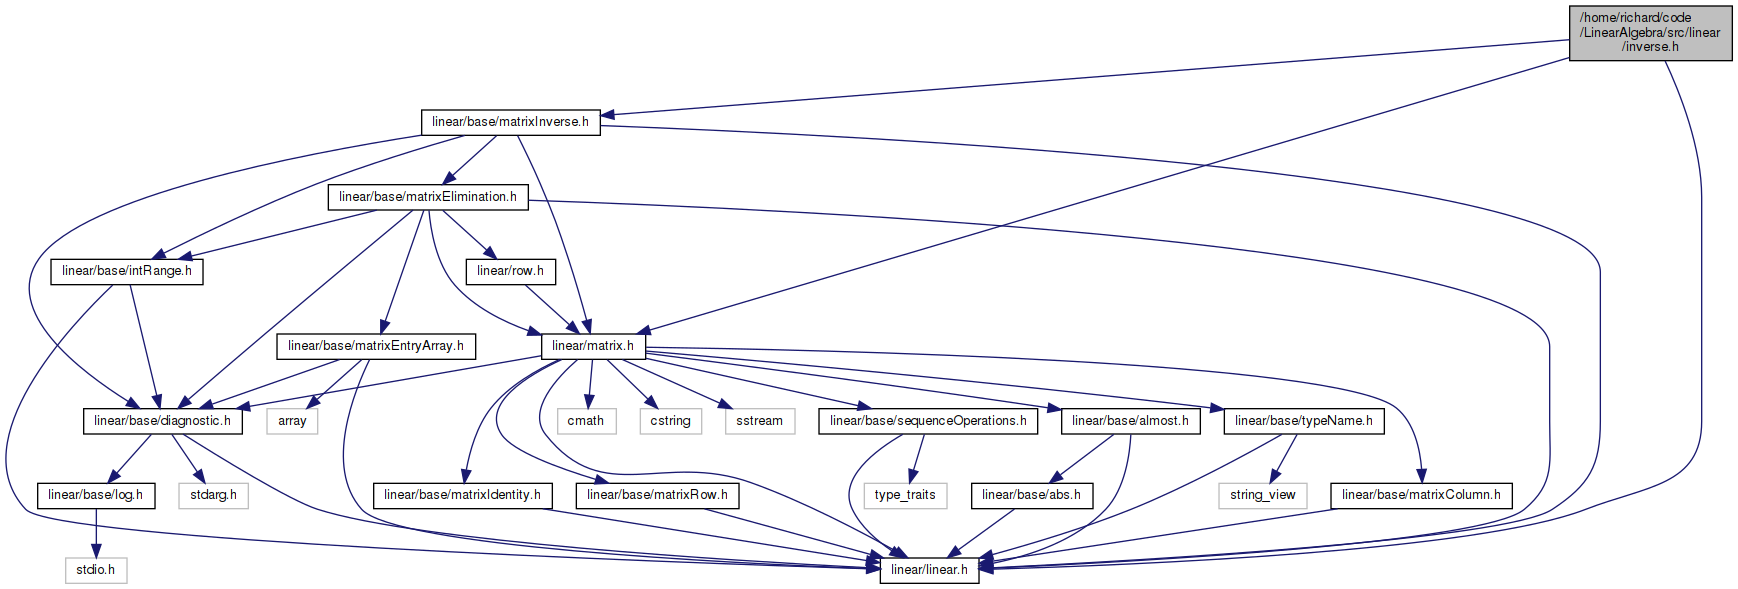 /home/richard/code
/LinearAlgebra/src/linear
/inverse.h
linear/base/matrixInverse.h
linear/base/matrixElimination.h
linear/base/intRange.h
linear/row.h
linear/base/matrixEntryArray.h
linear/matrix.h
linear/base/diagnostic.h
array
cmath
cstring
sstream
linear/base/sequenceOperations.h
linear/base/almost.h
linear/base/typeName.h
linear/base/log.h
stdarg.h
linear/base/matrixIdentity.h
linear/base/matrixRow.h
type_traits
linear/base/abs.h
string_view
linear/base/matrixColumn.h
stdio.h
linear/linear.h